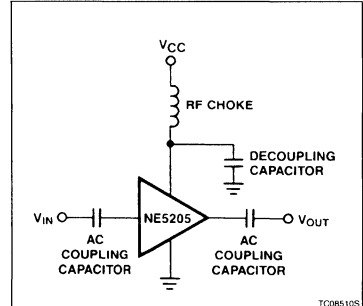 VCC
RF CHOKE
DECOUPLING
CAPACITOR
VIN
NE5205
VOUT
AC
COUPLING
CAPACITOR
AC
COUPLING
CAPACITOR
TC08510S